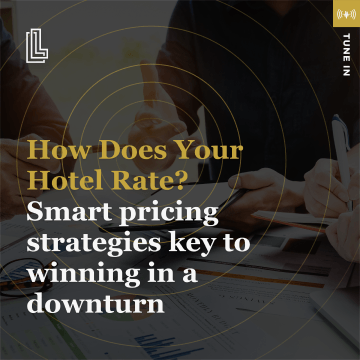 TUNE IN
How Does Your
Hotel Rate?
Smart pricing
strategies key to
winning in a
downturn